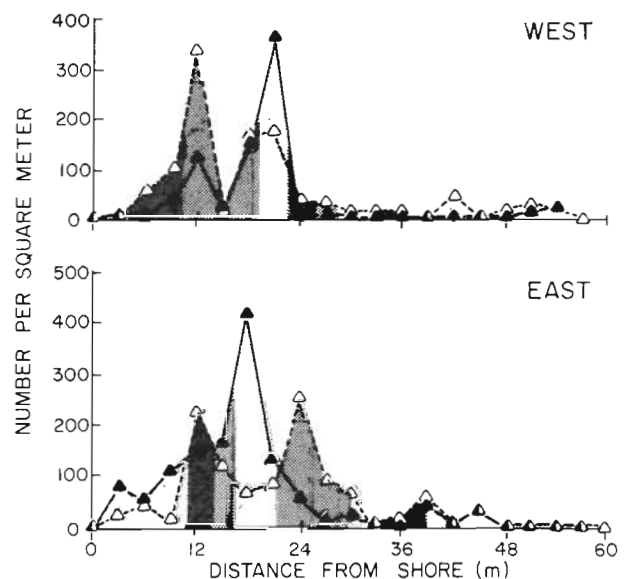 WEST
400
300
200
100
0
EAST
500
400
300
200
100
0
0 12 24 36 48 60
NUMBER PER SQUARE METER
DISTANCE FROM SHORE (m)